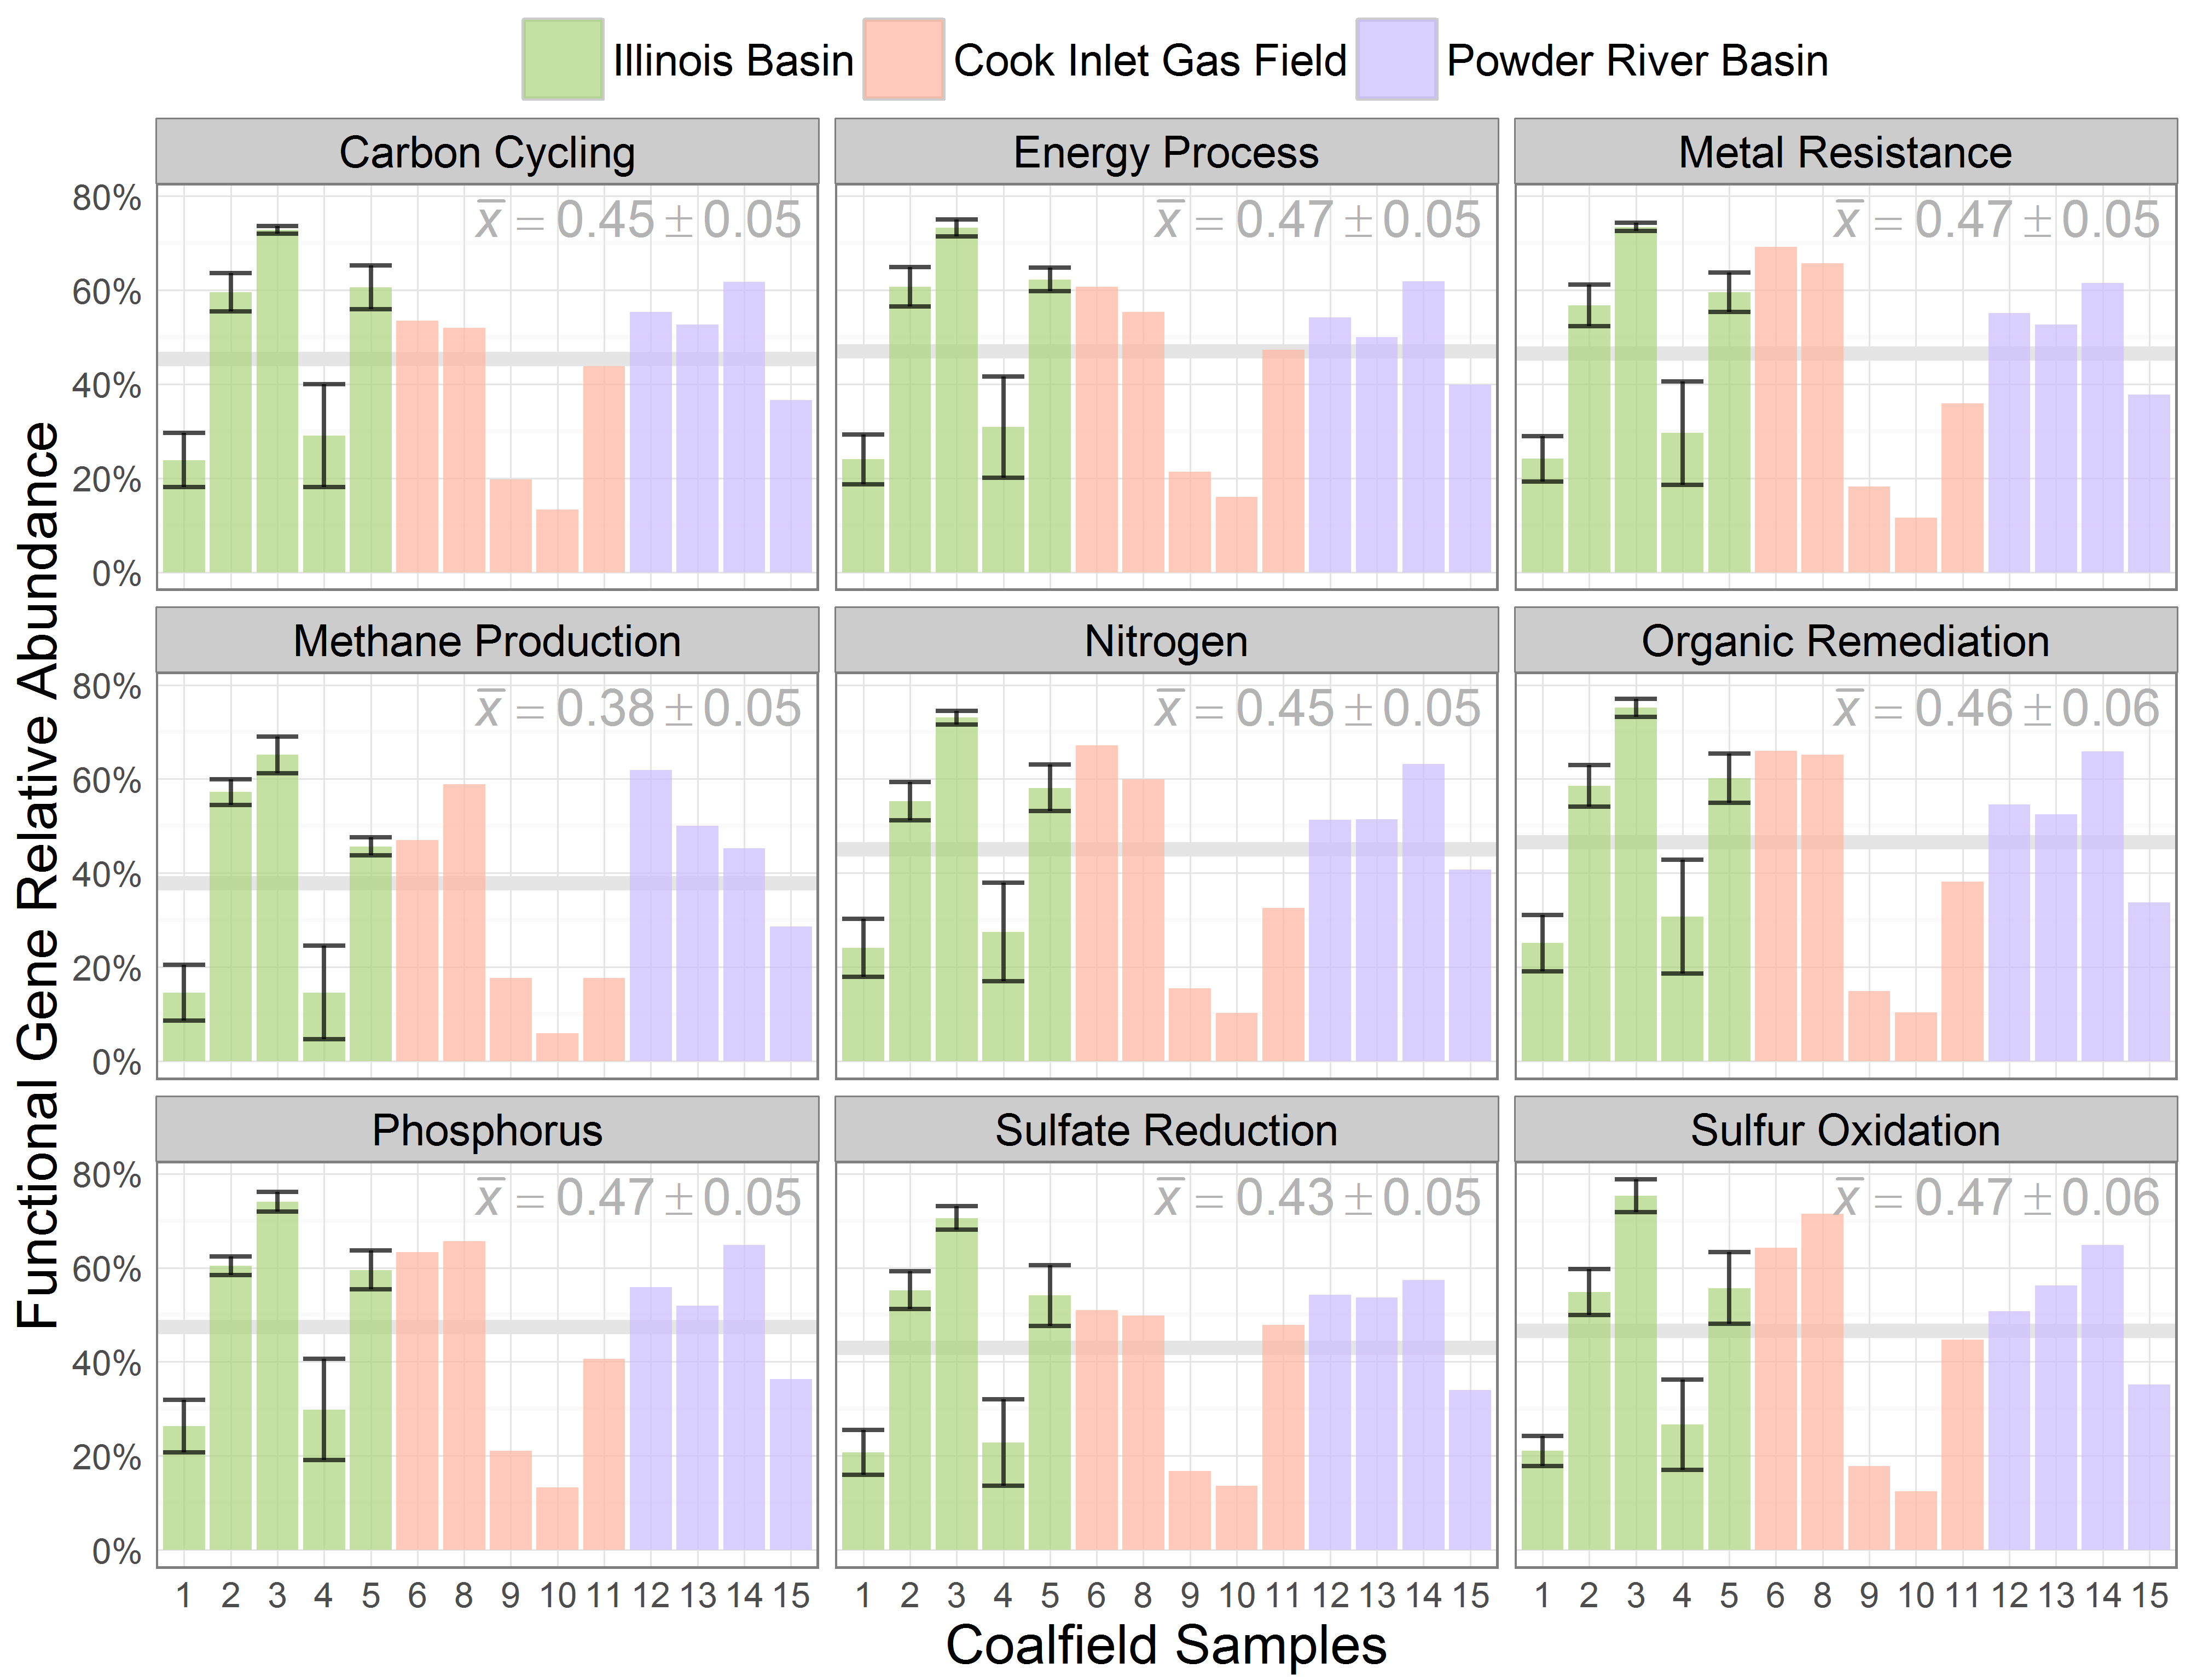 Illinois Basin Cook Inlet Gas Field Powder River Basin
Carbon Cycling Energy Process Metal Resistance
80%
60%
40%
20%
0%
x̅ = 0.45 ± 0.05
x̅ = 0.47 ± 0.05
x̅ = 0.47 ± 0.05
Methane Production Nitrogen Organic Remediation
80%
60%
40%
20%
0%
x̅ = 0.38 ± 0.05
x̅ = 0.45 ± 0.05
x̅ = 0.46 ± 0.06
Phosphorus Sulfate Reduction Sulfur Oxidation
80%
60%
40%
20%
0%
x̅ = 0.47 ± 0.05
x̅ = 0.43 ± 0.05
x̅ = 0.47 ± 0.06
1 2 3 4 5 6 8 9 10 11 12 13 14 15
1 2 3 4 5 6 8 9 10 11 12 13 14 15
1 2 3 4 5 6 8 9 10 11 12 13 14 15
Coalfield Samples
Functional Gene Relative Abundance